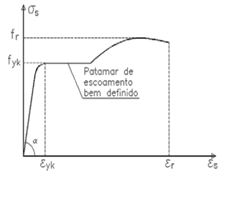 σs
fr
fyk
Patamar de
escoamento
bem definido
α
εyk
εr
εs